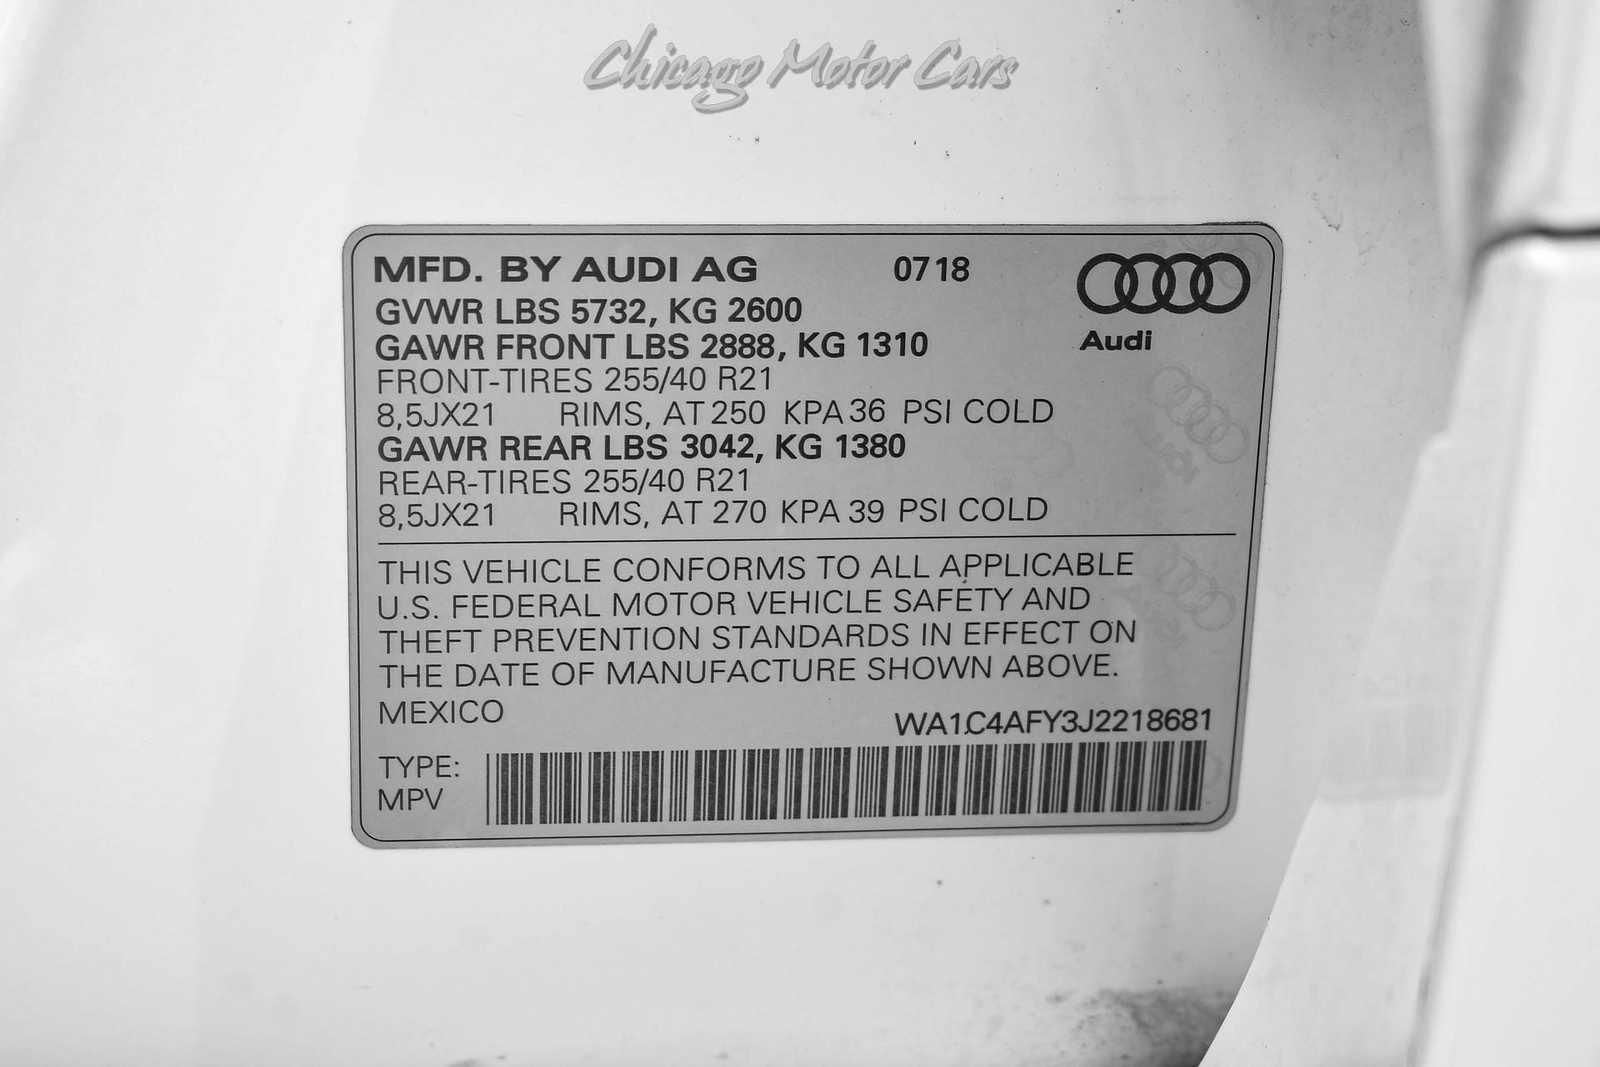 Chicago Motor Cars
MFD. BY AUDI AG 0718
GVWR LBS 5732, KG 2600
GAWR FRONT LBS 2888, KG 1310
Audi
FRONT-TIRES 255/40 R21
8,5JX21 RIMS, AT 250 KPA 36 PSI COLD
GAWR REAR LBS 3042, KG 1380
REAR-TIRES 255/40 R21
8,5JX21 RIMS, AT 270 KPA 39 PSI COLD
THIS VEHICLE CONFORMS TO ALL APPLICABLE
U.S. FEDERAL MOTOR VEHICLE SAFETY AND
THEFT PREVENTION STANDARDS IN EFFECT ON
THE DATE OF MANUFACTURE SHOWN ABOVE.
MEXICO
WA1C4AFY3J2218681
TYPE:
MPV